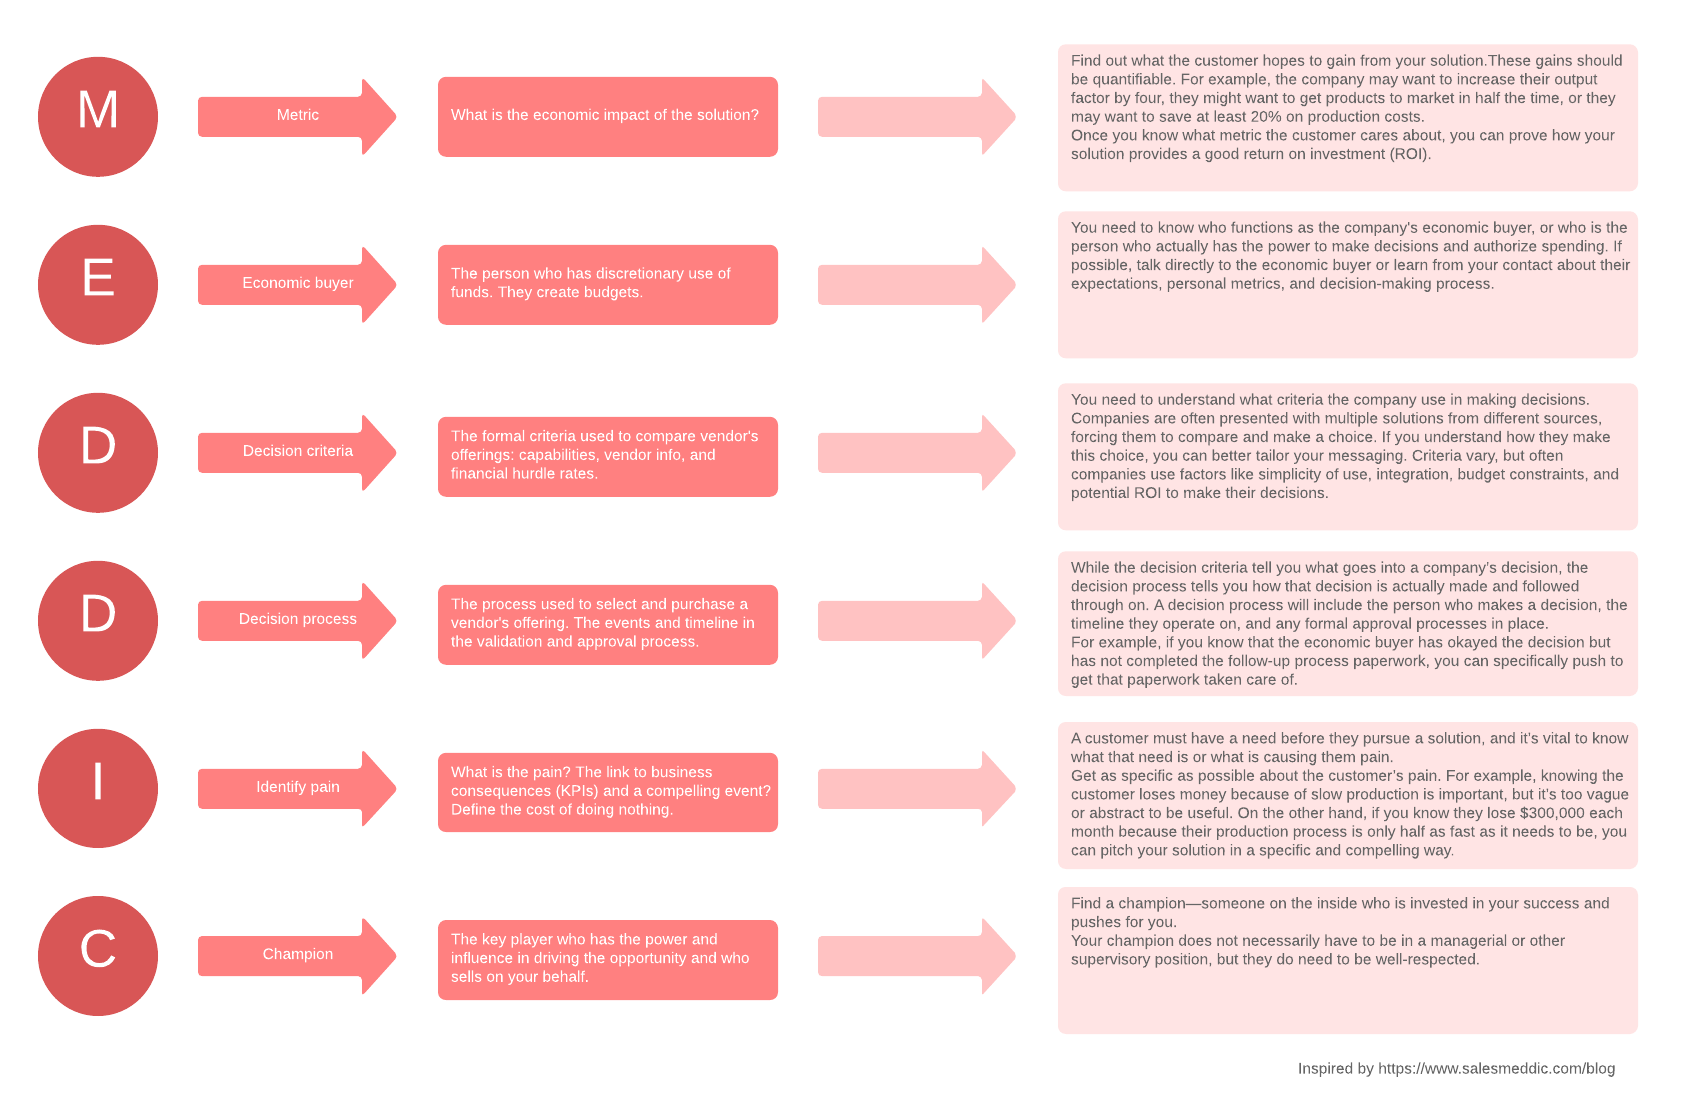 M
Metric
What is the economic impact of the solution?
Find out what the customer hopes to gain from your solution.These gains should
be quantifiable. For example, the company may want to increase their output
factor by four, they might want to get products to market in half the time, or they
may want to save at least 20% on production costs.
Once you know what metric the customer cares about, you can prove how your
solution provides a good return on investment (ROI).
E
Economic buyer
The person who has discretionary use of
funds. They create budgets.
You need to know who functions as the company's economic buyer, or who is the
person who actually has the power to make decisions and authorize spending. If
possible, talk directly to the economic buyer or learn from your contact about their
expectations, personal metrics, and decision-making process.
D
Decision criteria
The formal criteria used to compare vendor's
offerings: capabilities, vendor info, and
financial hurdle rates.
You need to understand what criteria the company use in making decisions.
Companies are often presented with multiple solutions from different sources,
forcing them to compare and make a choice. If you understand how they make
this choice, you can better tailor your messaging. Criteria vary, but often
companies use factors like simplicity of use, integration, budget constraints, and
potential ROI to make their decisions.
D
Decision process
The process used to select and purchase a
vendor's offering. The events and timeline in
the validation and approval process.
While the decision criteria tell you what goes into a company's decision, the
decision process tells you how that decision is actually made and followed
through on. A decision process will include the person who makes a decision, the
timeline they operate on, and any formal approval processes in place.
For example, if you know that the economic buyer has okayed the decision but
has not completed the follow-up process paperwork, you can specifically push to
get that paperwork taken care of.
I
Identify pain
What is the pain? The link to business
consequences (KPIs) and a compelling event?
Define the cost of doing nothing.
A customer must have a need before they pursue a solution, and it's vital to know
what that need is or what is causing them pain.
Get as specific as possible about the customer's pain. For example, knowing the
customer loses money because of slow production is important, but it's too vague
or abstract to be useful. On the other hand, if you know they lose $300,000 each
month because their production process is only half as fast as it needs to be, you
can pitch your solution in a specific and compelling way.
C
Champion
The key player who has the power and
influence in driving the opportunity and who
sells on your behalf.
Find a champion—someone on the inside who is invested in your success and
pushes for you.
Your champion does not necessarily have to be in a managerial or other
supervisory position, but they do need to be well-respected.
Inspired by https://www.salesmeddic.com/blog